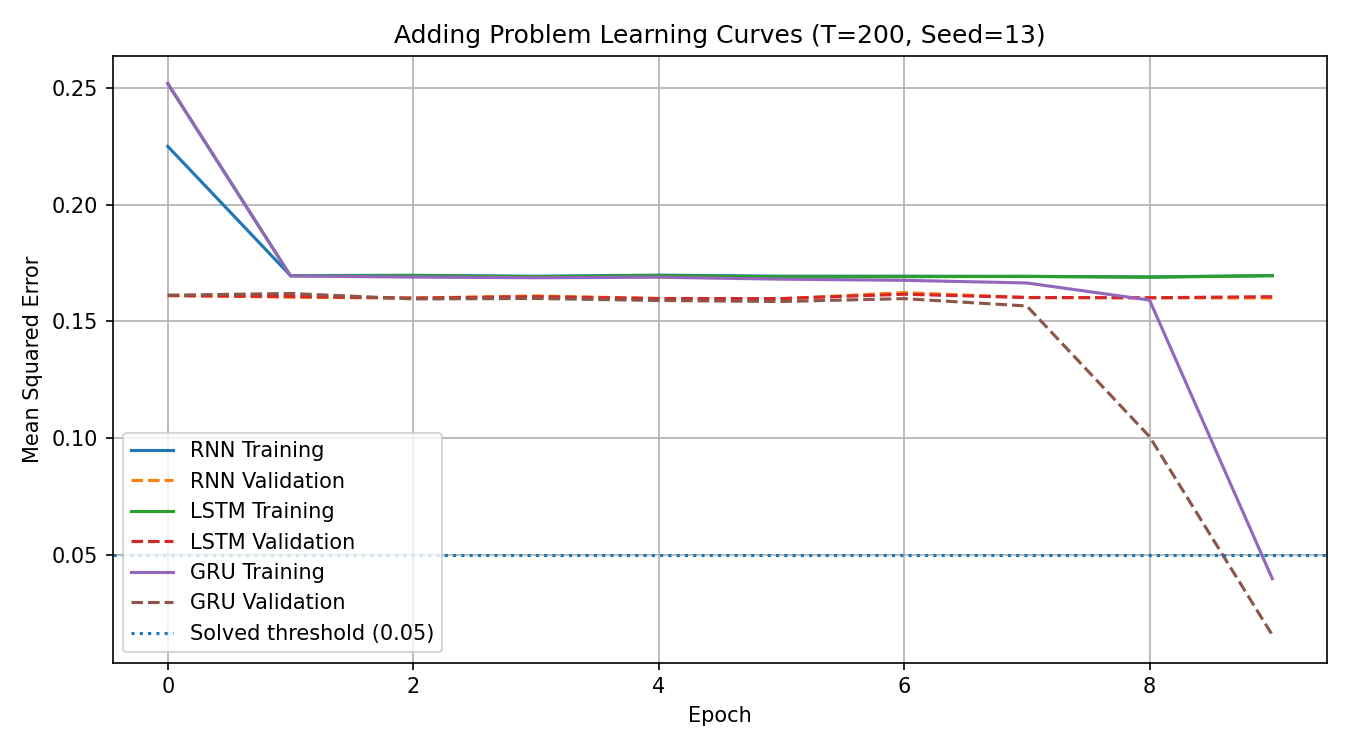 Adding Problem Learning Curves (T=200, Seed=13)
Mean Squared Error
0.25
0.20
0.15
0.10
0.05
RNN Training
RNN Validation
LSTM Training
LSTM Validation
GRU Training
GRU Validation
Solved threshold (0.05)
0 2 4 6 8
Epoch